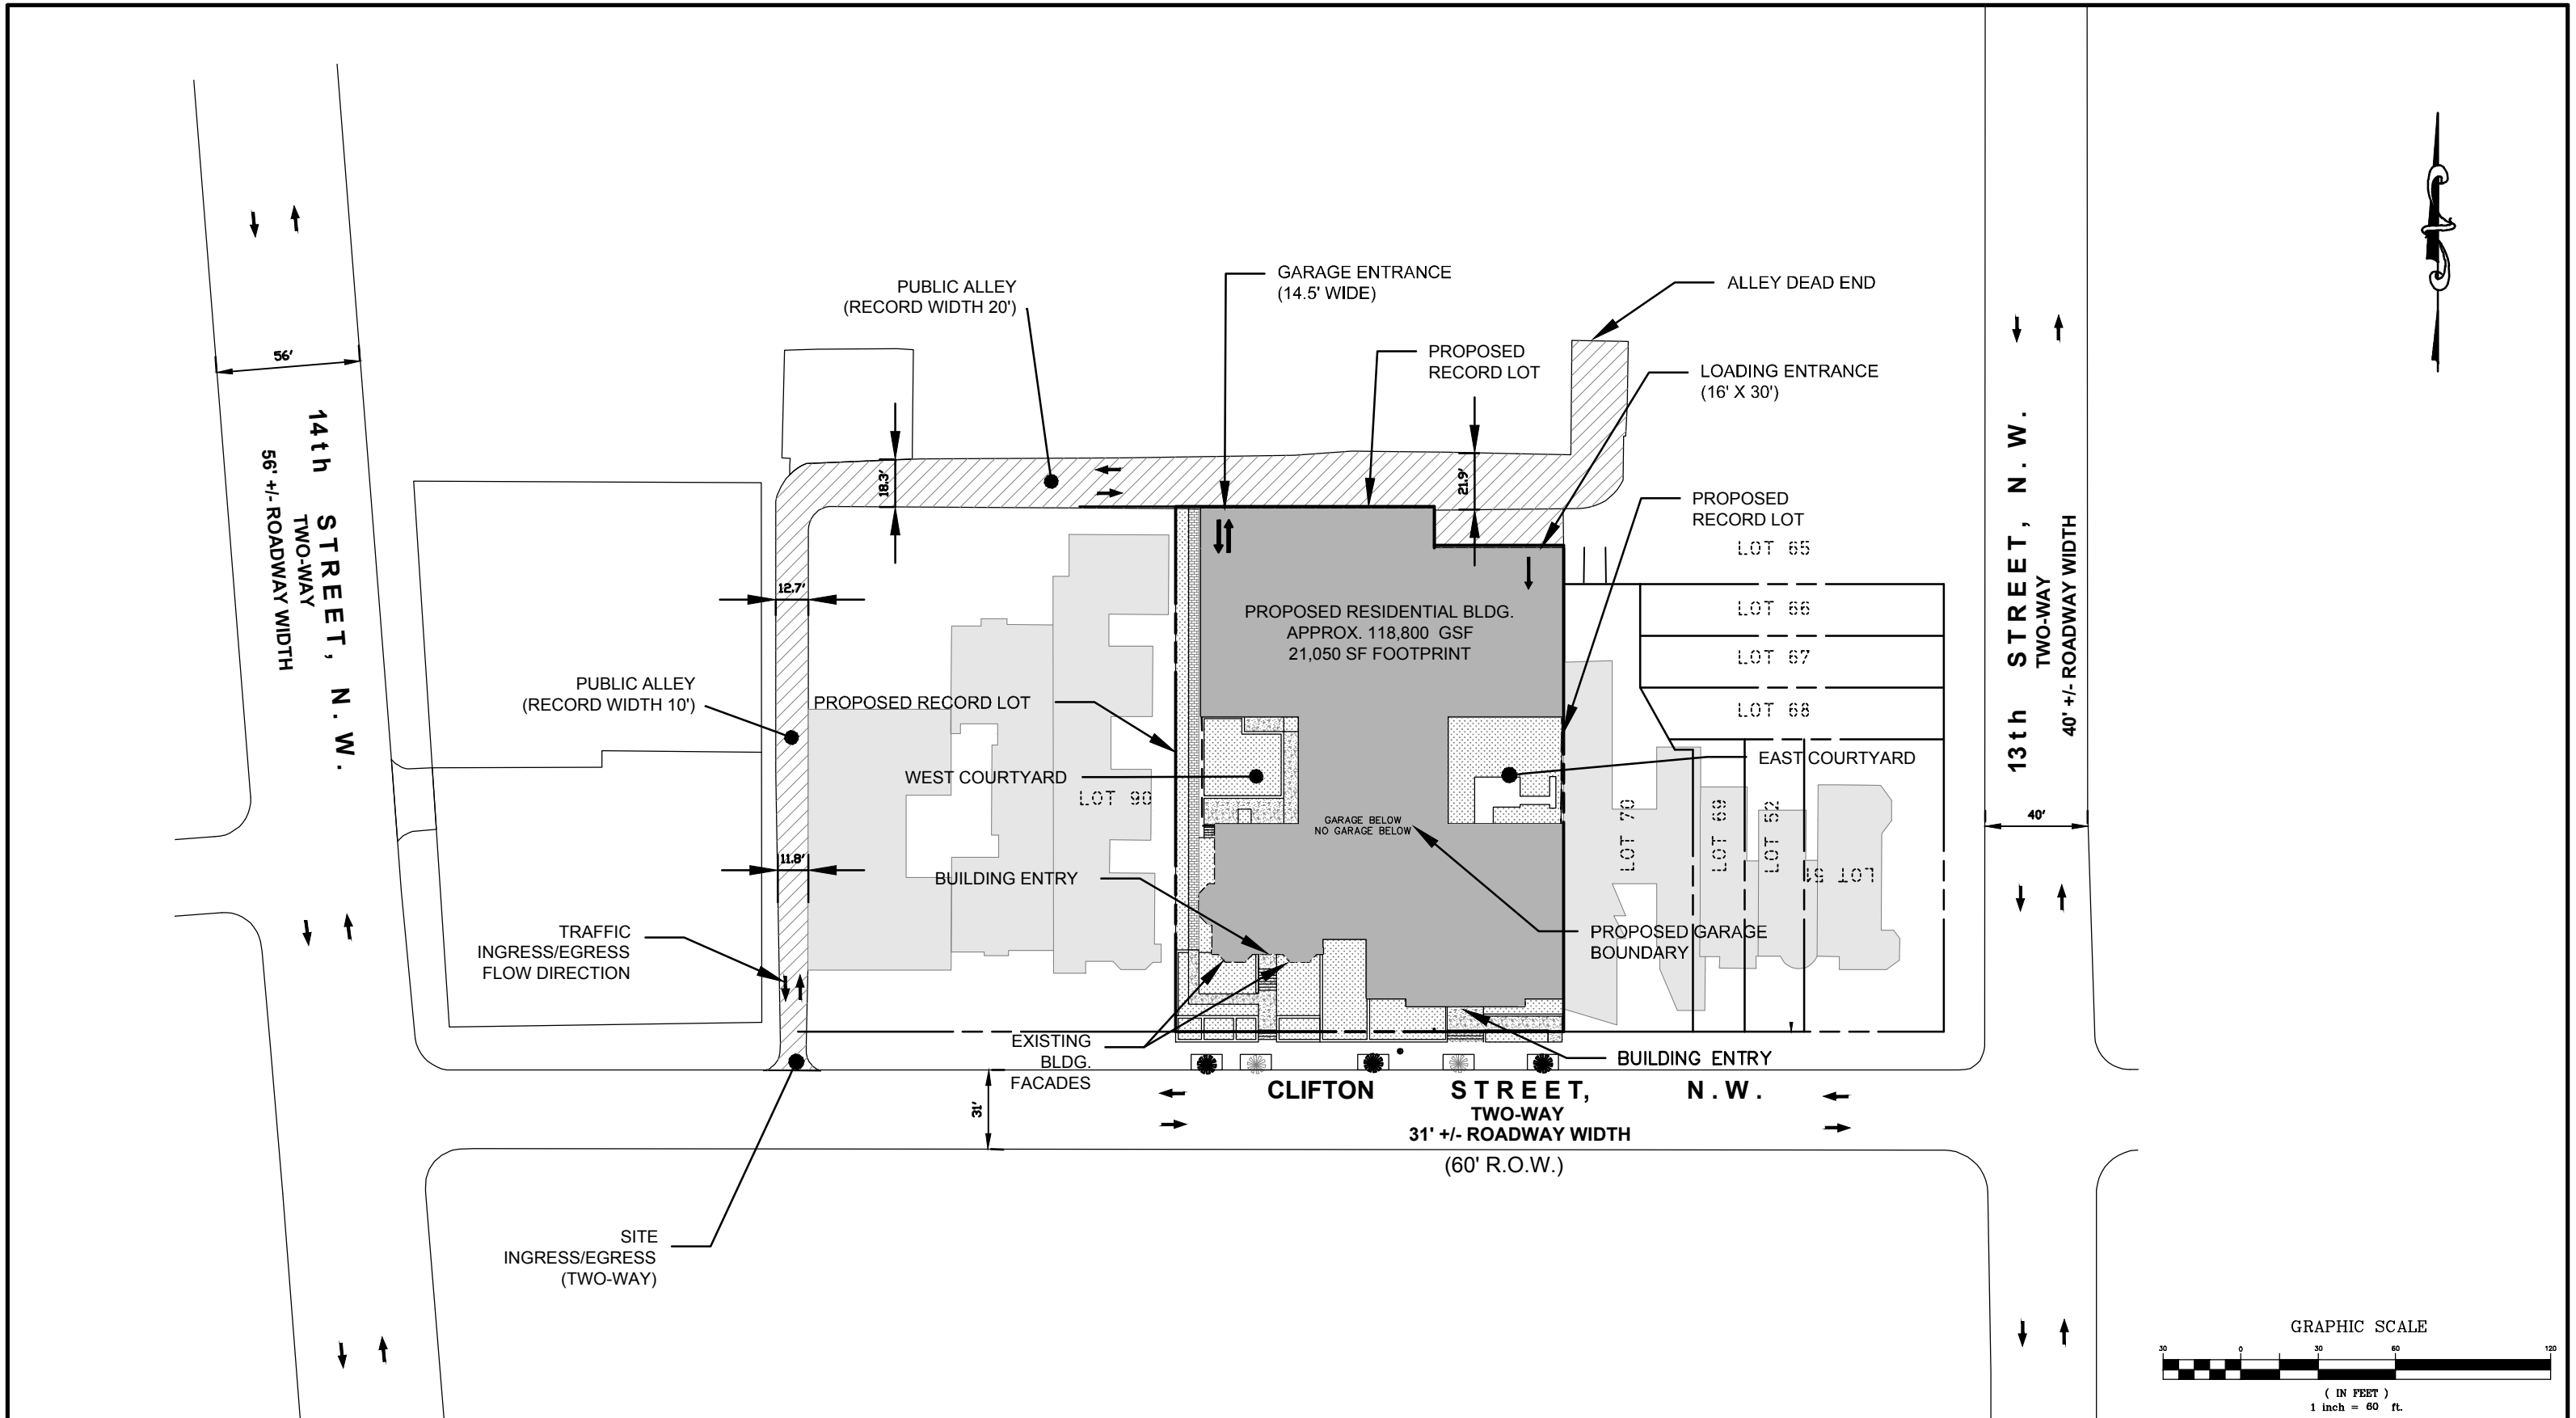 PUBLIC ALLEY
(RECORD WIDTH 20')
GARAGE ENTRANCE
(14.5' WIDE)
ALLEY DEAD END
PROPOSED
RECORD LOT
LOADING ENTRANCE
(16' X 30')
56'
14th STREET, N.W.
TWO-WAY
56' +/- ROADWAY WIDTH
18.3'
21.9'
PROPOSED
RECORD LOT
LOT 65
LOT 66
LOT 67
LOT 68
13th STREET, N.W.
TWO-WAY
40' +/- ROADWAY WIDTH
12.7'
PROPOSED RESIDENTIAL BLDG.
APPROX. 118,800 GSF
21,050 SF FOOTPRINT
PUBLIC ALLEY
(RECORD WIDTH 10')
PROPOSED RECORD LOT
WEST COURTYARD
LOT 90
EAST COURTYARD
GARAGE BELOW
NO GARAGE BELOW
LOT 70
LOT 69
LOT 52
LOT 51
40'
11.8'
BUILDING ENTRY
TRAFFIC
INGRESS/EGRESS
FLOW DIRECTION
PROPOSED GARAGE
BOUNDARY
EXISTING
BLDG.
FACADES
BUILDING ENTRY
31'
CLIFTON STREET, N.W.
TWO-WAY
31' +/- ROADWAY WIDTH
(60' R.O.W.)
SITE
INGRESS/EGRESS
(TWO-WAY)
GRAPHIC SCALE
30 0 30 60 120
( IN FEET )
1 inch = 60 ft.